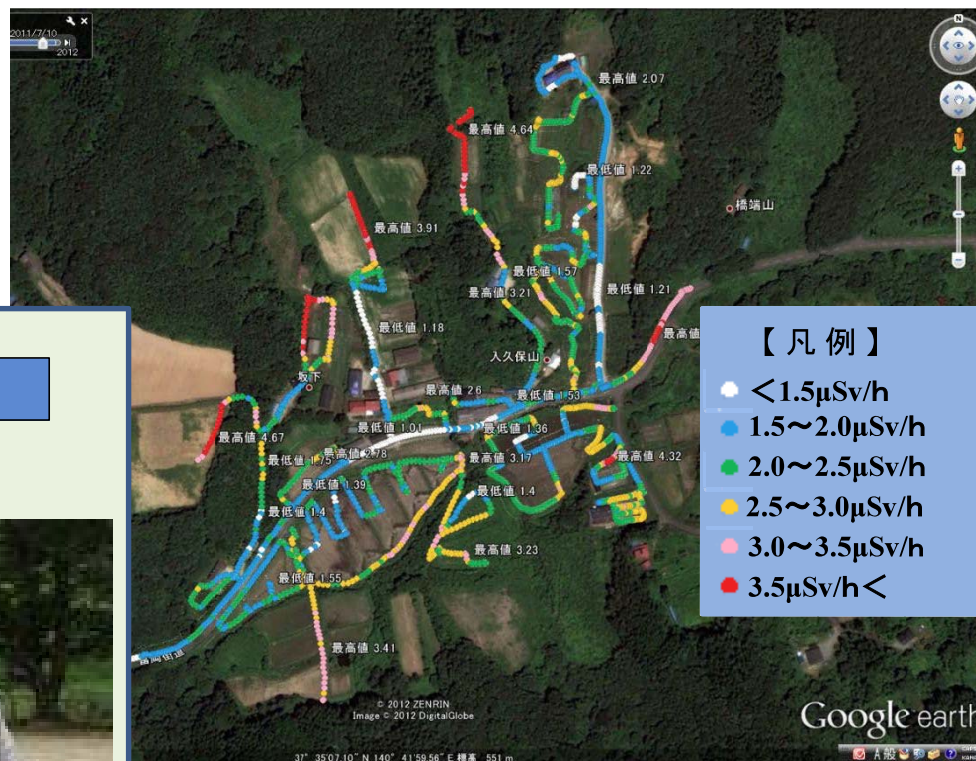 2011/7/10
2012
N
最高値 2.07
最高値 4.64
最低値 1.22
橋端山
最高値 3.91
最低値 1.57
最高値 3.21
最低値 1.21
最低値 1.18
最高値
入久保山
坂下
最高値 2.6
最低値 1.53
最低値 1.01
最低値 1.36
最高値 4.67
最低値 1.75
最高値 2.78
最高値 3.17
最高値 4.32
最低値 1.39
最低値 1.4
最低値 1.4
最高値 3.23
最低値 1.55
最高値 3.41
富岡街道
【 凡 例 】
<1.5μSv/h
1.5~2.0μSv/h
2.0~2.5μSv/h
2.5~3.0μSv/h
3.0~3.5μSv/h
3.5μSv/h<
© 2012 ZENRIN
Image © 2012 DigitalGlobe
Google earth
37° 35'07.10" N 140° 41'59.56" E 標高 551 m
A 般